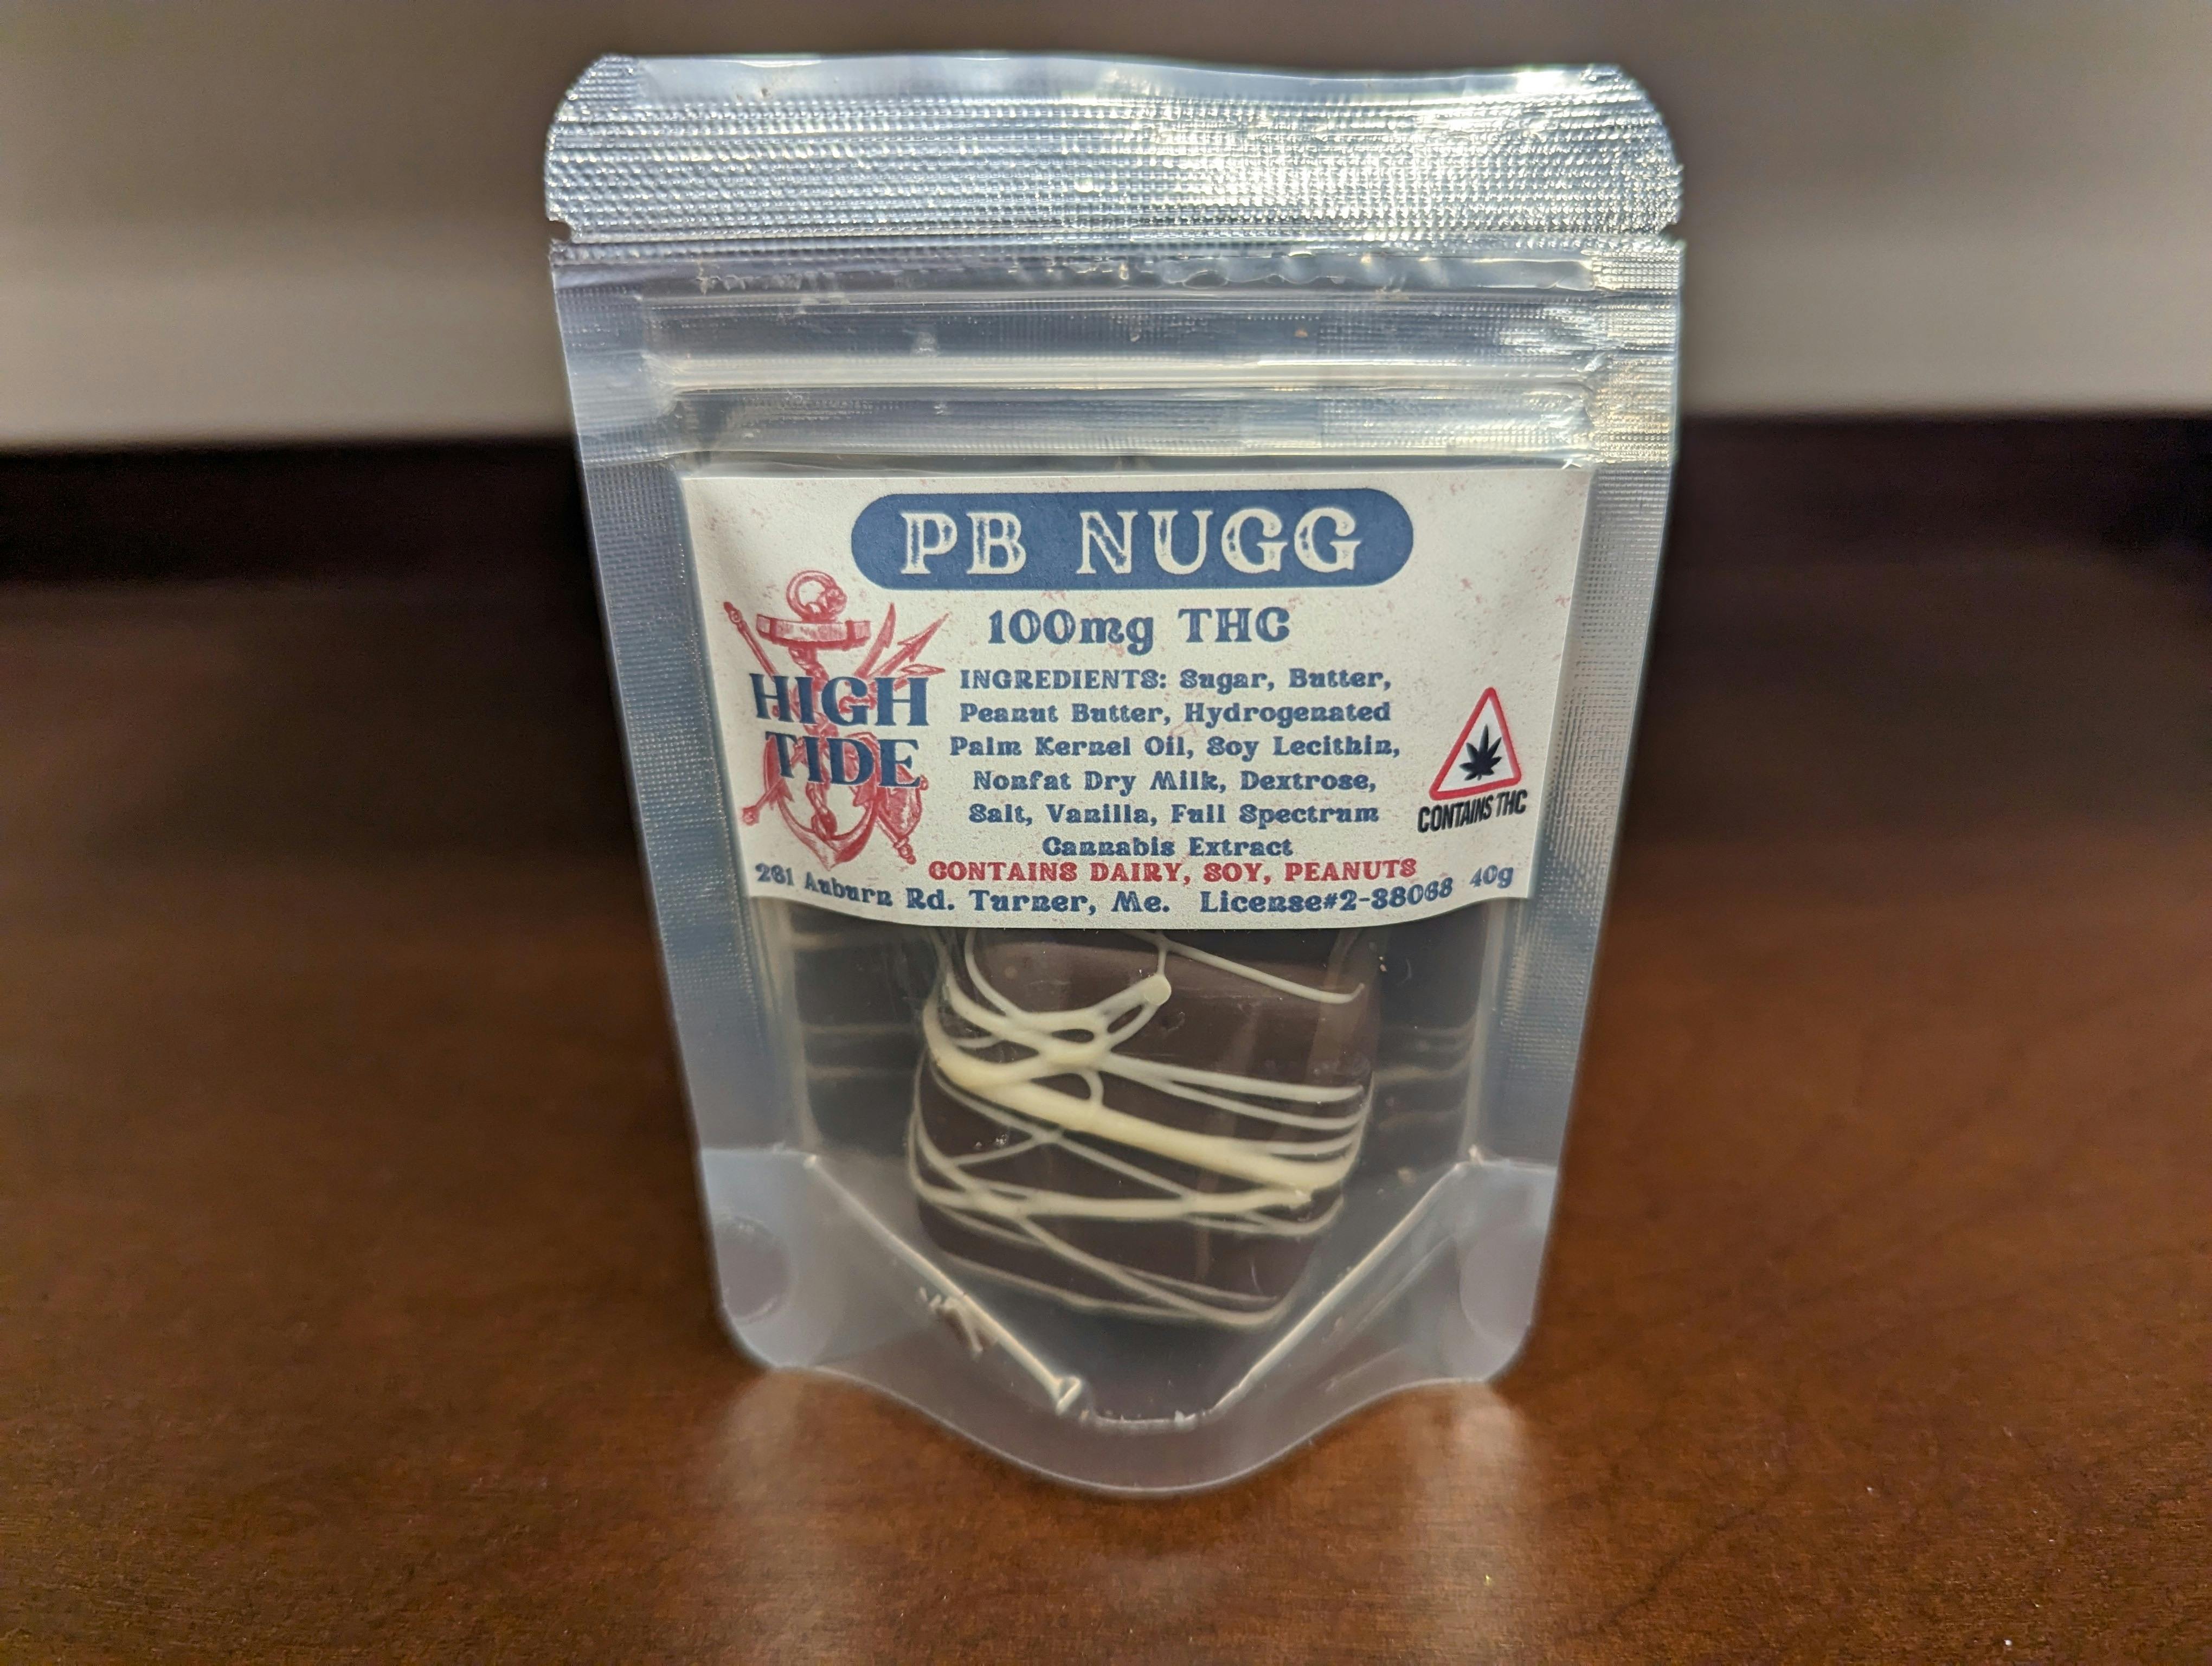 PB NUGG
100mg THC
HIGH
TIDE
INGREDIENTS: Sugar, Butter,
Peanut Butter, Hydrogenated
Palm Kernel Oil, Soy Lecithin,
Nonfat Dry Milk, Dextrose,
Salt, Vanilla, Full Spectrum
Cannabis Extract
CONTAINS THC
CONTAINS DAIRY, SOY, PEANUTS
261 Auburn Rd. Turner, Me. License#2-38068 40g